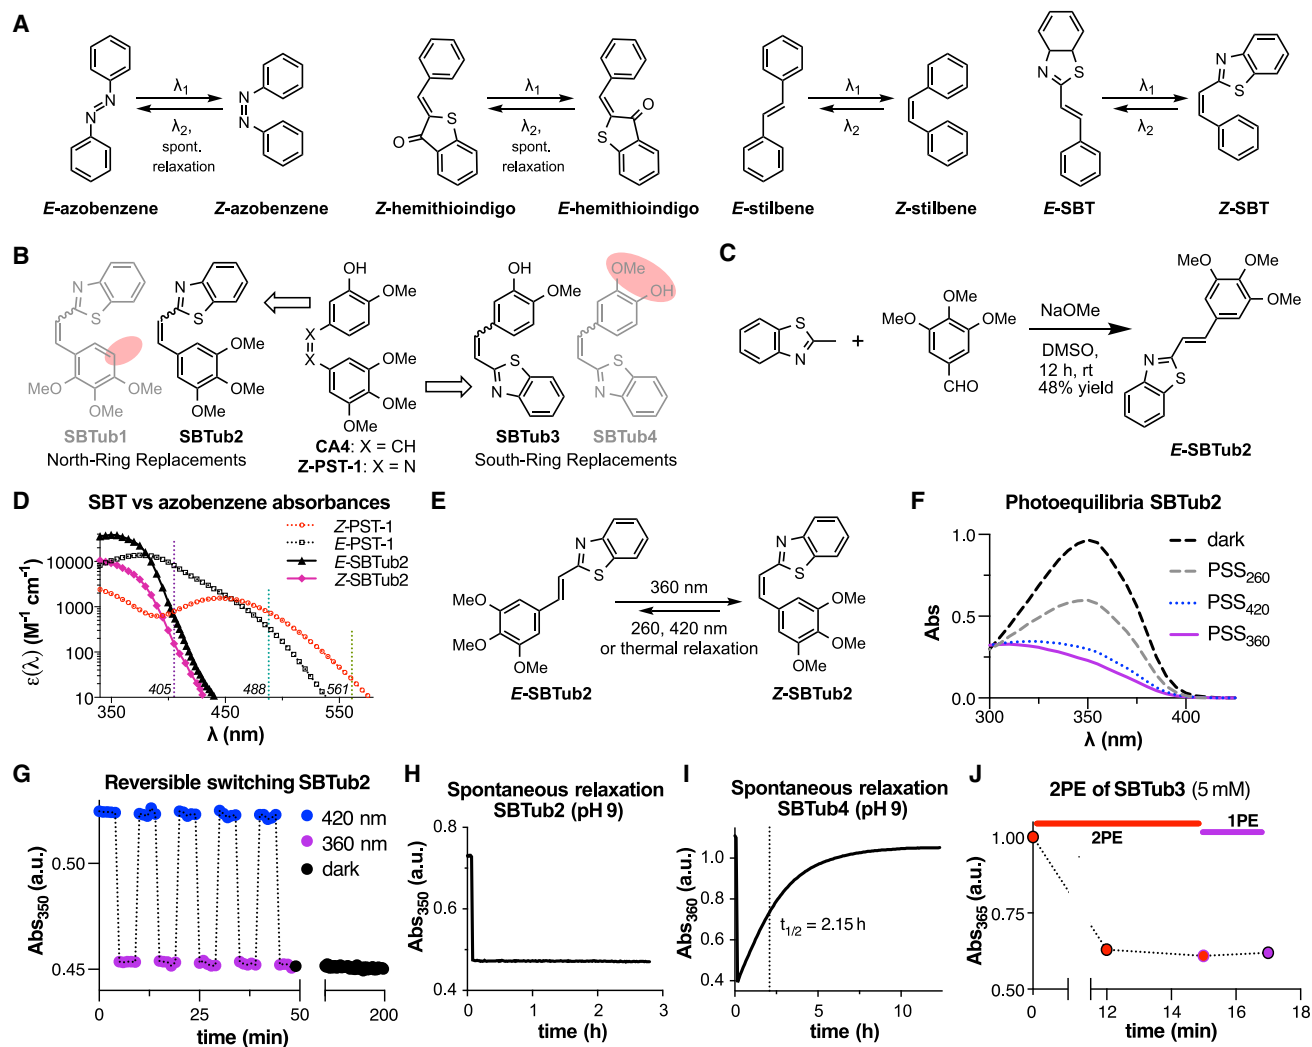 A
N
N
λ1
λ2,
spont.
relaxation
N
N
E-azobenzene
Z-azobenzene
O
S
λ1
λ2,
spont.
relaxation
O
S
Z-hemithioindigo
E-hemithioindigo
λ1
λ2
E-stilbene
Z-stilbene
N
S
λ1
λ2
N
S
E-SBT
Z-SBT
B
N
S
MeO
OMe
MeO
SBTub1
N
S
OMe
OMe
OMe
SBTub2
North-Ring Replacements
OH
OMe
X
X
OMe
OMe
OMe
CA4: X = CH
Z-PST-1: X = N
OH
OMe
S
N
SBTub3
OMe
OH
S
N
SBTub4
South-Ring Replacements
C
S
N
+
OMe
MeO
OMe
CHO
NaOMe
DMSO,
12 h, rt
48% yield
MeO
OMe
OMe
N
S
E-SBTub2
D
SBT vs azobenzene absorbances
Z-PST-1
E-PST-1
E-SBTub2
Z-SBTub2
ε(λ) (M-1 cm-1)
10000
1000
100
10
405
488
561
350
450
550
λ (nm)
E
N
S
MeO
MeO
OMe
E-SBTub2
360 nm
260, 420 nm
or thermal relaxation
N
S
OMe
OMe
OMe
Z-SBTub2
F
Photoequilibria SBTub2
dark
PSS260
PSS420
PSS360
Abs
1.0
0.5
0.0
300
350
400
λ (nm)
G
Reversible switching SBTub2
420 nm
360 nm
dark
Abs350 (a.u.)
0.50
0.45
0
25
50
200
time (min)
H
Spontaneous relaxation
SBTub2 (pH 9)
Abs350 (a.u.)
0.8
0.6
0.4
0
1
2
3
time (h)
I
Spontaneous relaxation
SBTub4 (pH 9)
Abs360 (a.u.)
1.0
0.8
0.6
0.4
t1/2 = 2.15 h
0
5
10
time (h)
J
2PE of SBTub3 (5 mM)
2PE
1PE
Abs365 (a.u.)
1.00
0.75
0.50
0
12
14
16
18
time (min)